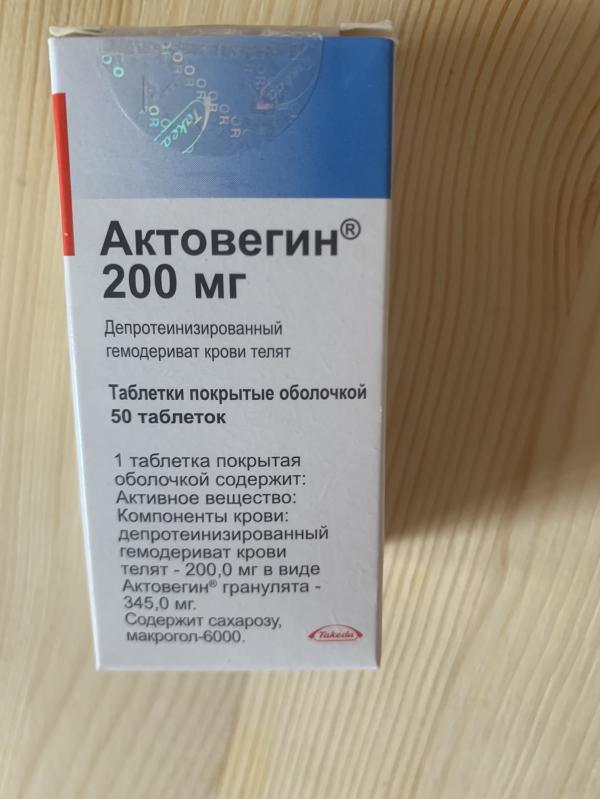 Takeda
Актовегин®
200 мг
Депротеинизированный
гемодериват крови телят
Таблетки покрытые оболочкой
50 таблеток
1 таблетка покрытая
оболочкой содержит:
Активное вещество:
Компоненты крови:
депротеинизированный
гемодериват крови
телят - 200,0 мг в виде
Актовегин® гранулята -
345,0 мг.
Содержит сахарозу,
макрогол-6000.
Takeda